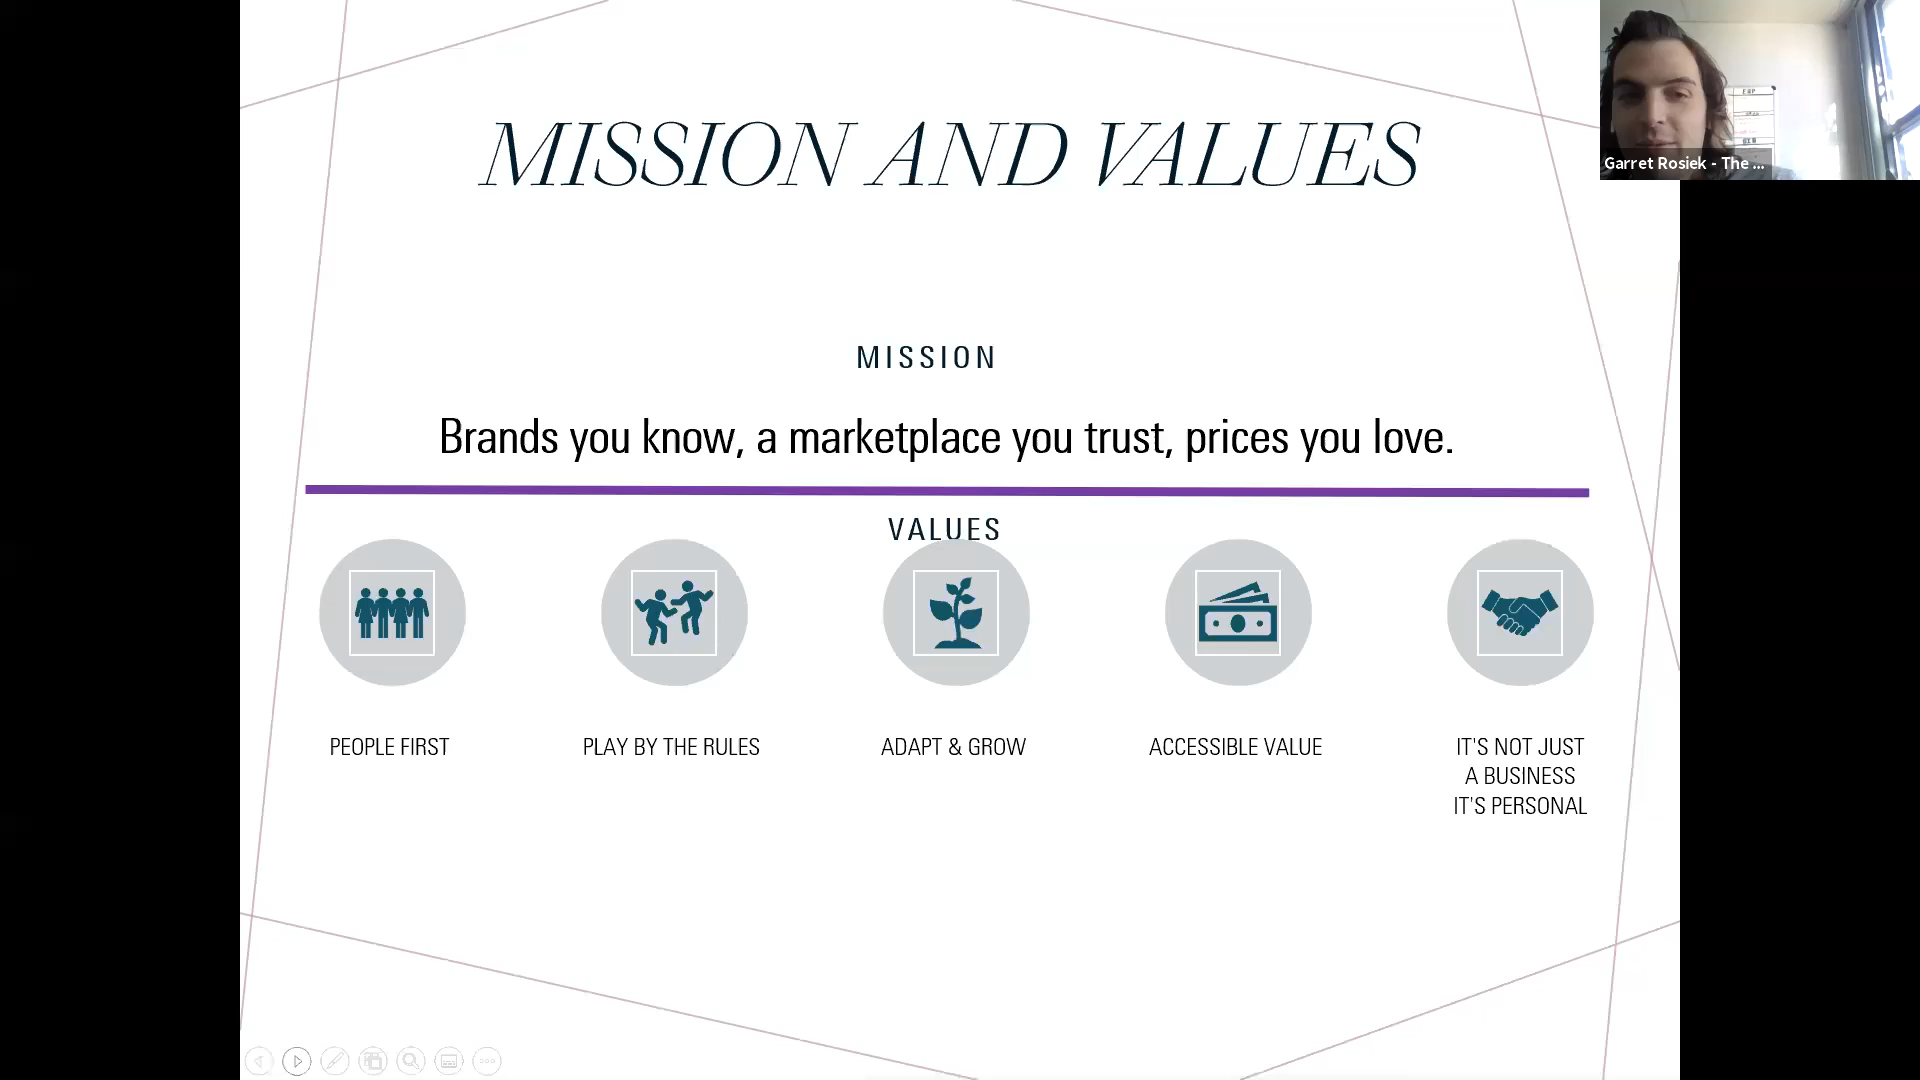 MISSION AND VALUES
Garret Rosiek - The ...
MISSION
Brands you know, a marketplace you trust, prices you love.
VALUES
PEOPLE FIRST
PLAY BY THE RULES
ADAPT & GROW
ACCESSIBLE VALUE
IT'S NOT JUST
A BUSINESS
IT'S PERSONAL